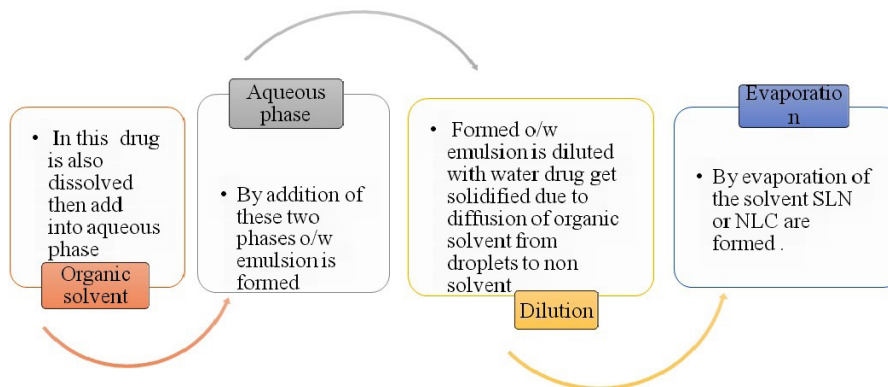 • In this drug
is also
dissolved
then add
into aqueous
phase
Organic
solvent
Aqueous
phase
• By addition of
these two
phases o/w
emulsion is
formed
• Formed o/w
emulsion is diluted
with water drug get
solidified due to
diffusion of organic
solvent from
droplets to non
solvent
Dilution
Evaporatio
n
• By evaporation of
the solvent SLN
or NLC are
formed .